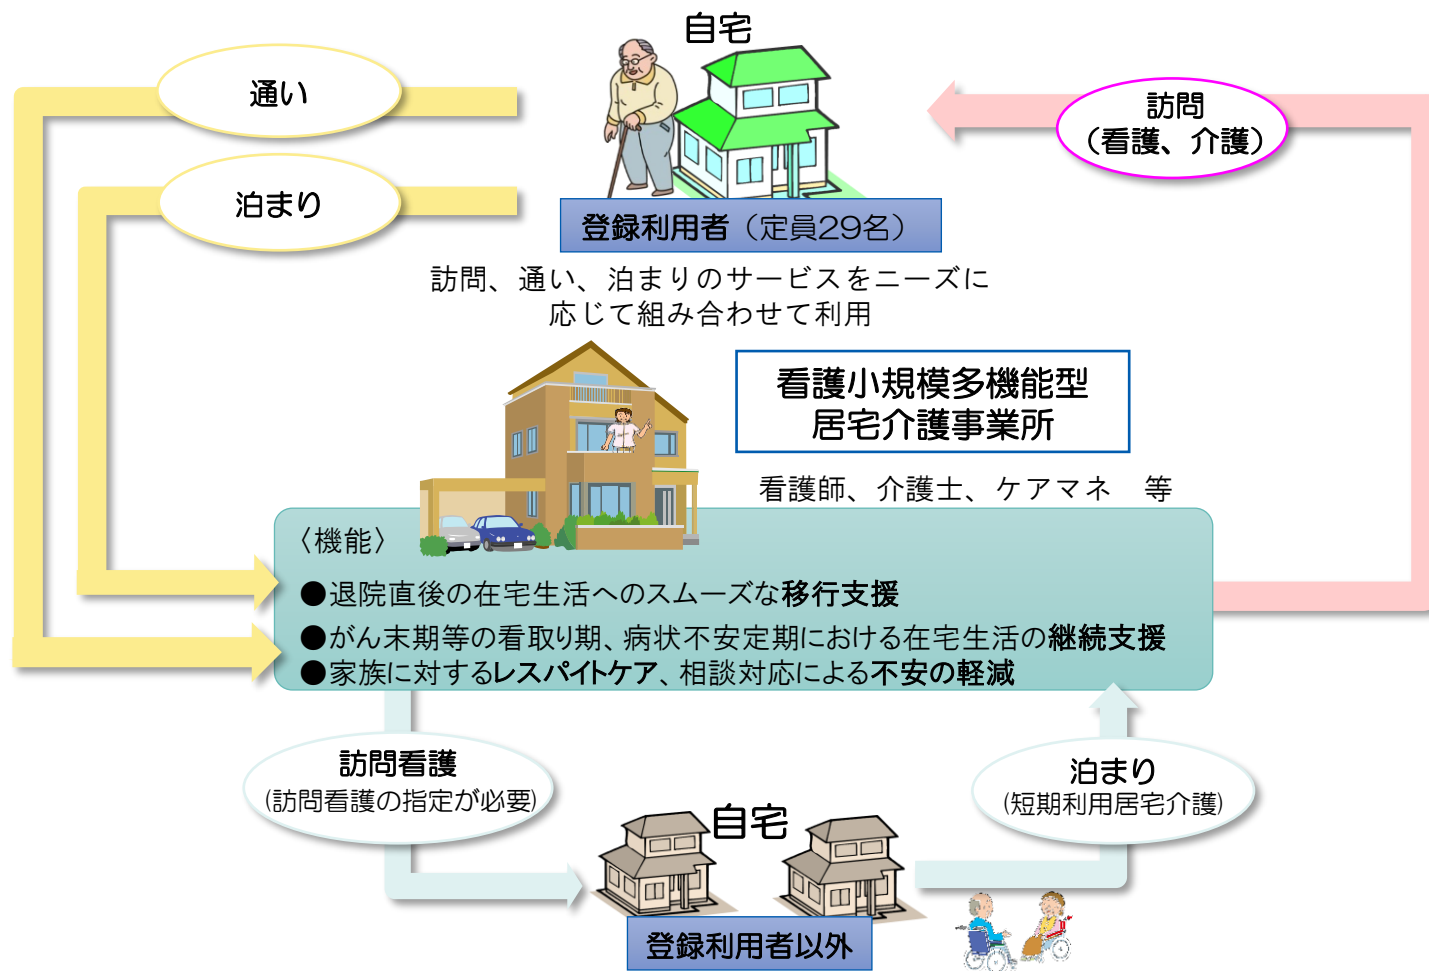 自宅
通い
訪問
（看護、介護）
泊まり
登録利用者（定員29名）
訪問、通い、泊まりのサービスをニーズに
応じて組み合わせて利用
看護小規模多機能型
居宅介護事業所
看護師、介護士、ケアマネ　等
〈機能〉
●退院直後の在宅生活へのスムーズな移行支援
●がん末期等の看取り期、病状不安定期における在宅生活の継続支援
●家族に対するレスパイトケア、相談対応による不安の軽減
訪問看護
(訪問看護の指定が必要)
泊まり
(短期利用居宅介護)
自宅
登録利用者以外